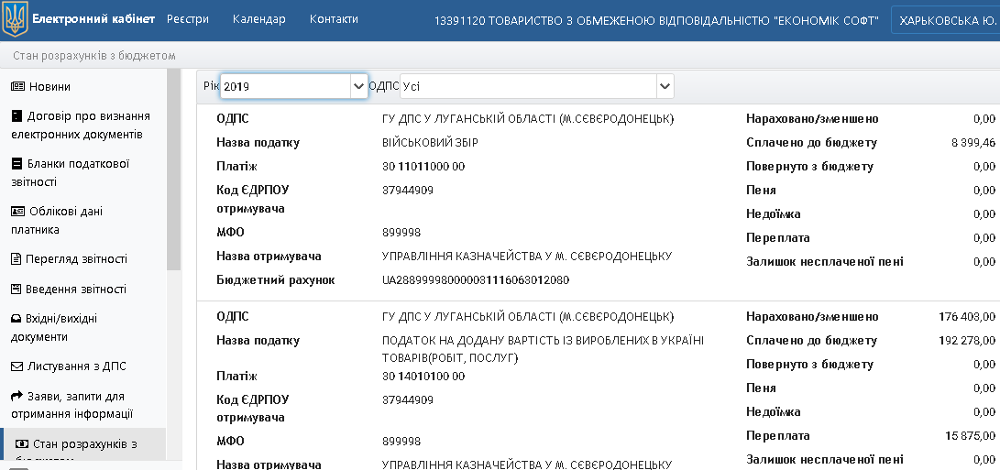 Електронний кабінет Реєстри Календар Контакти 13391120 ТОВАРИСТВО З ОБМЕЖЕНОЮ ВІДПОВІДАЛЬНІСТЮ "ЕКОНОМІК СОФТ" ХАРЬКОВСЬКА Ю.
Стан розрахунків з бюджетом
Новини
Договір про визнання
електронних документів
Бланки податкової
звітності
Облікові дані
платника
Перегляд звітності
Введення звітності
Вхідні/вихідні
документи
Листування з ДПС
Заяви, запити для
отримання інформації
Стан розрахунків з
бюджетом
Рік 2019 ОДПС Усі
ОДПС ГУ ДПС У ЛУГАНСЬКІЙ ОБЛАСТІ (М.СЄВЄРОДОНЕЦЬК) Нараховано/зменшено 0,00
Назва податку ВІЙСЬКОВИЙ ЗБІР Сплачено до бюджету 8 399,46
Платіж 30 11011000 00 Повернуто з бюджету 0,00
Код ЄДРПОУ 37944909 Пеня 0,00
отримувача Недоїмка 0,00
МФО 899998 Переплата 0,00
Назва отримувача УПРАВЛІННЯ КАЗНАЧЕЙСТВА У М. СЄВЄРОДОНЕЦЬКУ Залишок несплаченої пені 0,00
Бюджетний рахунок UA288999980000031116063012080
ОДПС ГУ ДПС У ЛУГАНСЬКІЙ ОБЛАСТІ (М.СЄВЄРОДОНЕЦЬК) Нараховано/зменшено 176 403,00
Назва податку ПОДАТОК НА ДОДАНУ ВАРТІСТЬ ІЗ ВИРОБЛЕНИХ В УКРАЇНІ Сплачено до бюджету 192 278,00
ТОВАРІВ(РОБІТ, ПОСЛУГ) Повернуто з бюджету 0,00
Платіж 30 14010100 00 Пеня 0,00
Код ЄДРПОУ 37944909 Недоїмка 0,00
отримувача Переплата 15 875,00
МФО 899998 Залишок несплаченої пені 0,00
Назва отримувача УПРАВЛІННЯ КАЗНАЧЕЙСТВА У М. СЄВЄРОДОНЕЦЬКУ